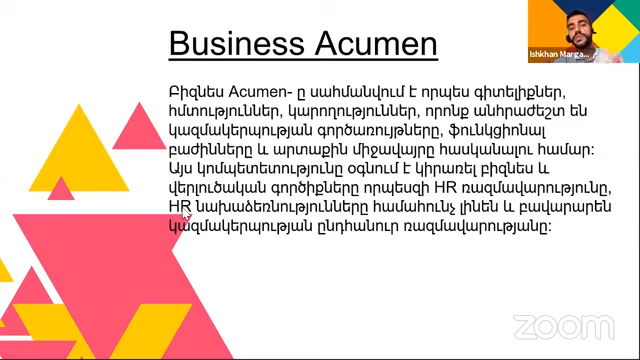 Business Acumen
Ishkhan Marga...
Բիզնես Acumen- ը սահմանվում է որպես գիտելիքներ,
հմտություններ, կարողություններ, որոնք անհրաժեշտ են
կազմակերպության գործառույթները, ֆունկցիոնալ
բաժինները և արտաքին միջավայրը հասկանալու համար:
Այս կոմպետետությունը օգնում է կիրառել բիզնես և
վերլուծական գործիքները որպեսզի HR ռազմավարությունը,
HR նախաձեռնությունները համահունչ լինեն և բավարարեն
կազմակերպության ընդհանուր ռազմավարությանը:
zoom